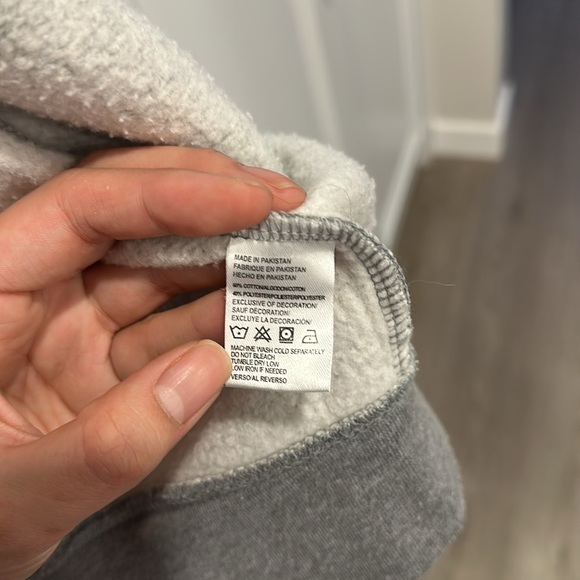 MADE IN PAKISTAN
FABRIQUE EN PAKISTAN
HECHO EN PAKISTAN
60% COTTON/ALGODON/COTON
40% POLYESTER/POLIESTER/POLYESTER
EXCLUSIVE OF DECORATION/
SAUF DECORATION/
EXCLUYE LA DECORACIÓN/
MACHINE WASH COLD SEPARATELY
DO NOT BLEACH
TUMBLE DRY LOW
LOW IRON IF NEEDED
VERSO/AL REVERSO